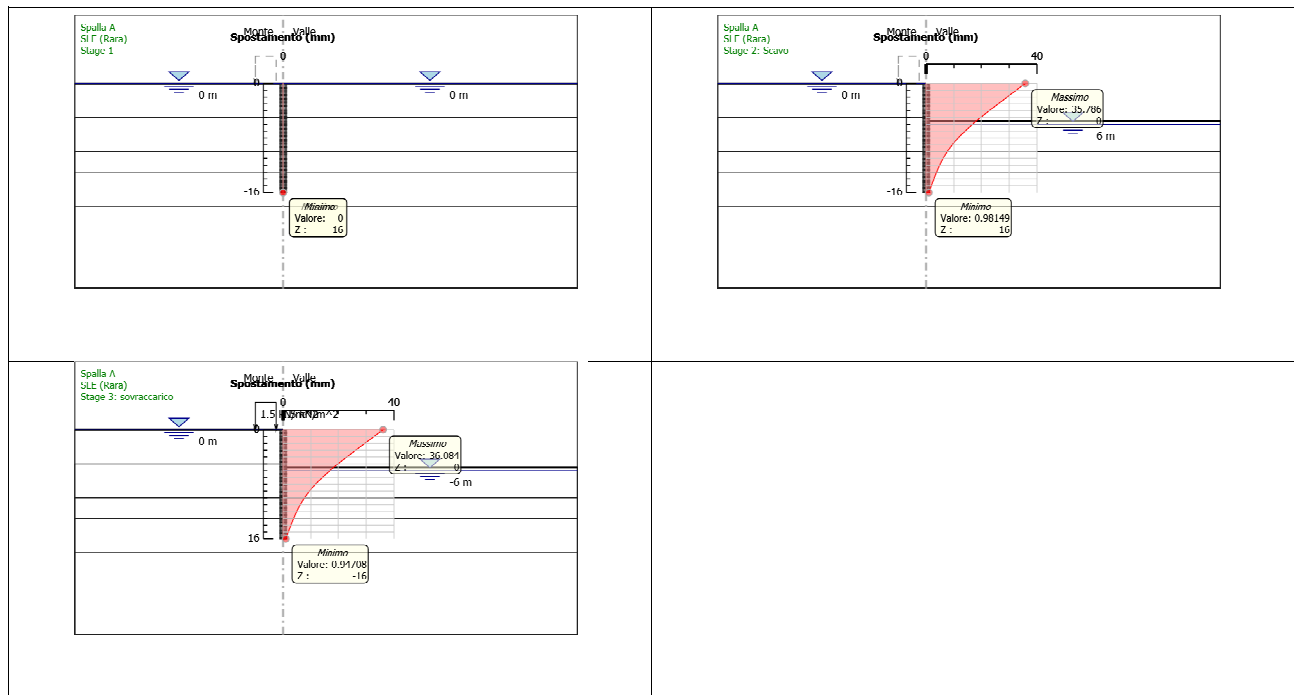 Spalla A
SLE (Rara)
Stage 1
Monte Valle
Spostamento (mm)
0
0
0 m
0 m
-16
Minimo
Valore: 0
Z : 16
Spalla A
SLE (Rara)
Stage 2: Scavo
Monte Valle
Spostamento (mm)
0 40
0
0 m
Massimo
Valore: 35.786
Z : 0
6 m
-16
Minimo
Valore: 0.98149
Z : 16
Spalla A
SLE (Rara)
Stage 3: sovraccarico
Monte Valle
Spostamento (mm)
0 40
0
0 m
Massimo
Valore: 36.084
Z : 0
-6 m
16
Minimo
Valore: 0.94708
Z : -16